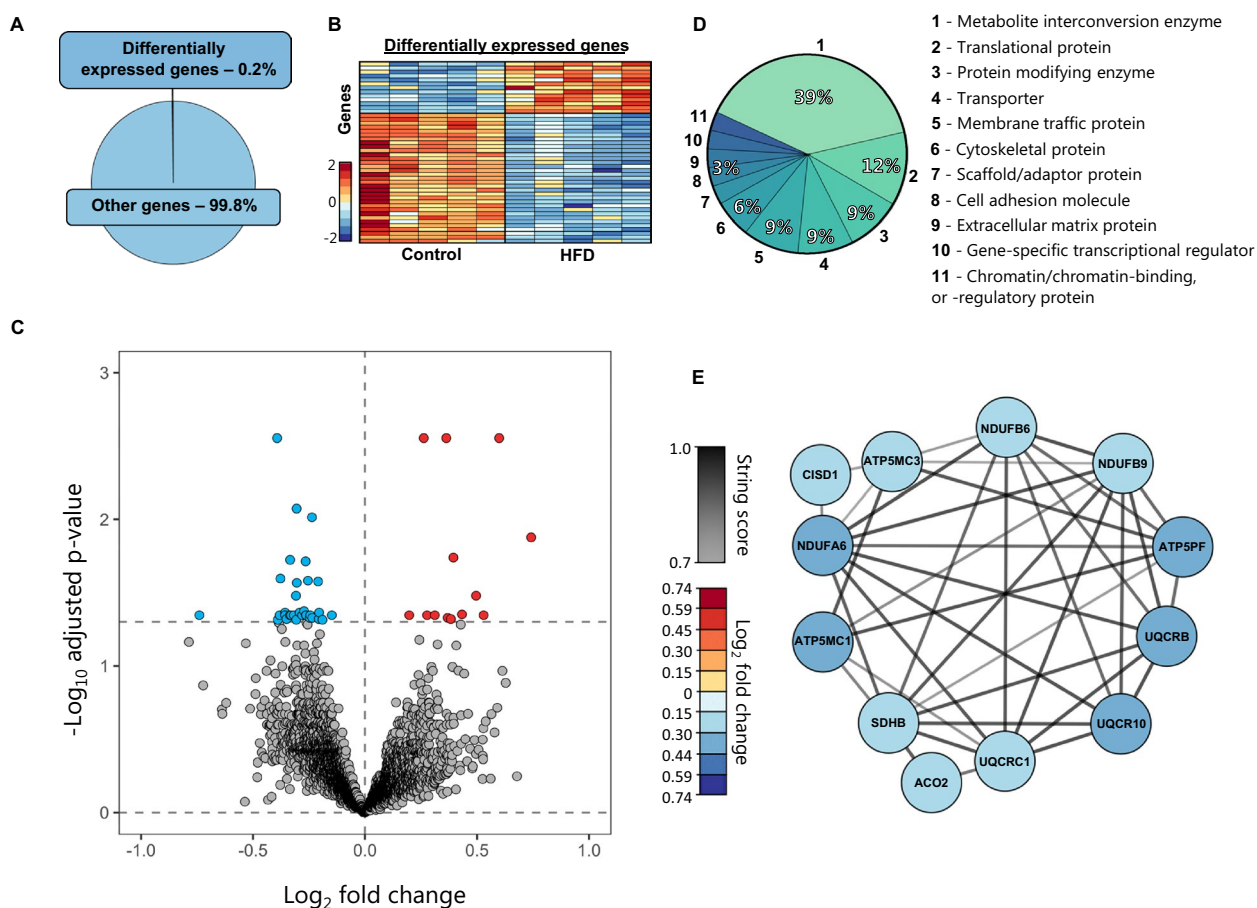 A
Differentially
expressed genes – 0.2%
Other genes – 99.8%
B
Differentially expressed genes
Genes
2
0
-2
Control
HFD
D
1
39%
12%
2
9%
3
9%
4
9%
5
6%
6
7
3%
8
9
10
11
1 - Metabolite interconversion enzyme
2 - Translational protein
3 - Protein modifying enzyme
4 - Transporter
5 - Membrane traffic protein
6 - Cytoskeletal protein
7 - Scaffold/adaptor protein
8 - Cell adhesion molecule
9 - Extracellular matrix protein
10 - Gene-specific transcriptional regulator
11 - Chromatin/chromatin-binding,
or -regulatory protein
C
-Log10 adjusted p-value
3
2
1
0
-1.0
-0.5
0.0
0.5
1.0
Log2 fold change
E
1.0
0.7
String score
0.74
0.59
0.45
0.30
0.15
0
0.15
0.30
0.44
0.59
0.74
Log2 fold change
NDUFB6
ATP5MC3
NDUFB9
CISD1
NDUFA6
ATP5PF
ATP5MC1
UQCRB
SDHB
UQCR10
UQCRC1
ACO2